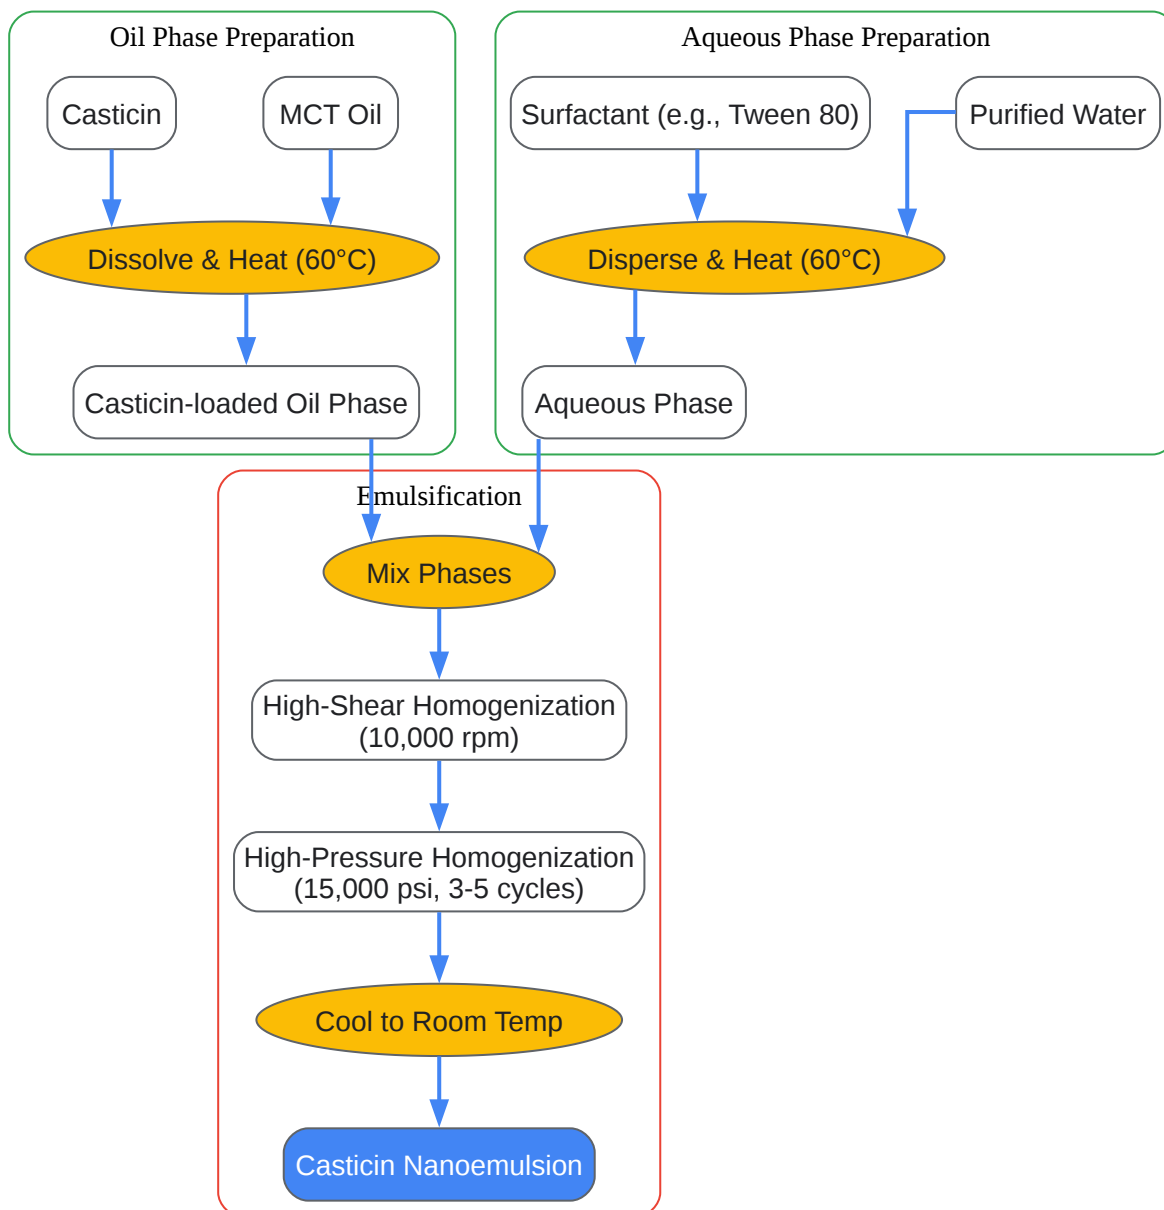 Oil Phase Preparation
Casticin
MCT Oil
Dissolve & Heat (60°C)
Casticin-loaded Oil Phase
Aqueous Phase Preparation
Surfactant (e.g., Tween 80)
Purified Water
Disperse & Heat (60°C)
Aqueous Phase
Emulsification
Mix Phases
High-Shear Homogenization
(10,000 rpm)
High-Pressure Homogenization
(15,000 psi, 3-5 cycles)
Cool to Room Temp
Casticin Nanoemulsion